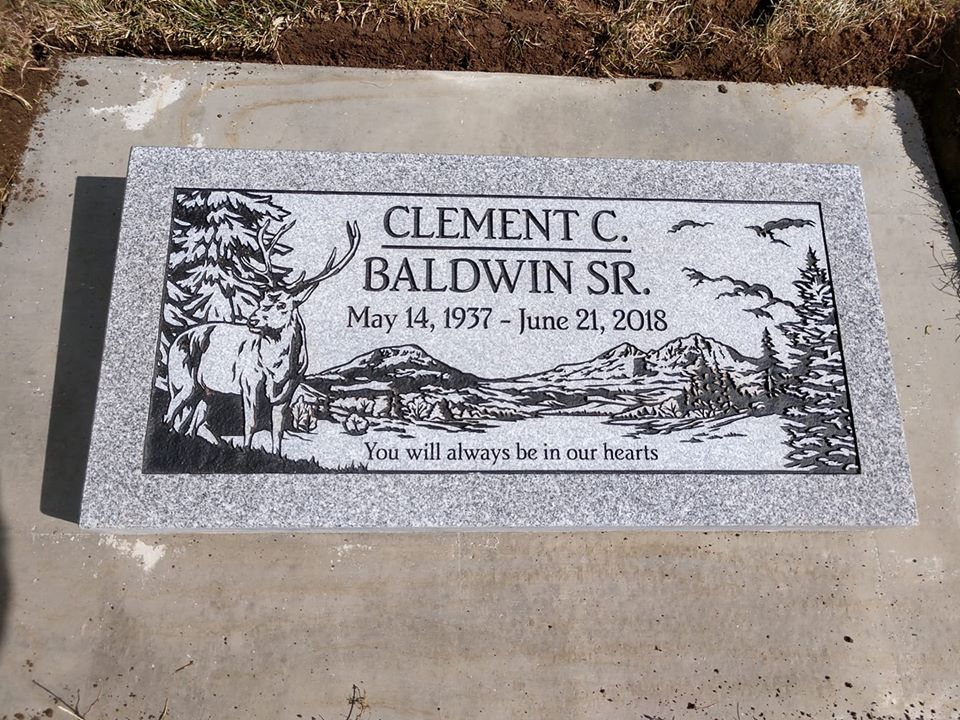 CLEMENT C.
BALDWIN SR.
May 14, 1937 - June 21, 2018
You will always be in our hearts